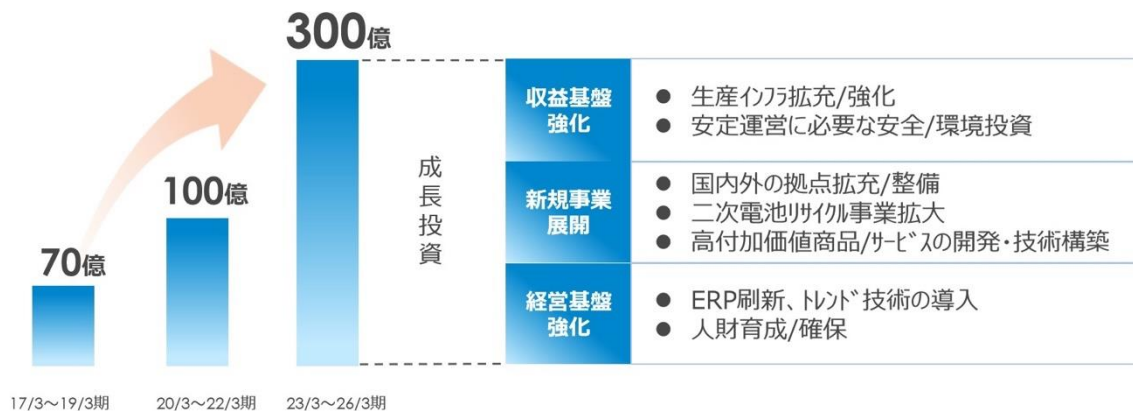 300億
100億
70億
17/3～19/3期
20/3～22/3期
23/3～26/3期
成長投資
収益基盤
強化
● 生産ｲﾝﾌﾗ拡充/強化
● 安定運営に必要な安全/環境投資
新規事業
展開
● 国内外の拠点拡充/整備
● 二次電池ﾘｻｲｸﾙ事業拡大
● 高付加価値商品/ｻｰﾋﾞｽの開発・技術構築
経営基盤
強化
● ERP刷新、ﾄﾚﾝﾄﾞ技術の導入
● 人財育成/確保